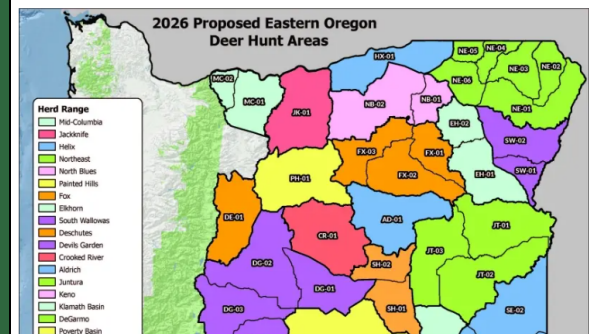 2026 Proposed Eastern Oregon
Deer Hunt Areas
Herd Range
Mid-Columbia
Jackknife
Helix
Northeast
North Blues
Painted Hills
Fox
Elkhorn
South Wallowas
Deschutes
Devils Garden
Crooked River
Aldrich
Juntura
Keno
Klamath Basin
DeGarmo
Poverty Basin
HX-01
NE-05
NE-04
NE-03
NE-02
NE-06
NE-01
MC-02
MC-01
JK-01
NB-02
NB-01
EH-02
SW-02
SW-01
EH-01
FX-03
FX-01
FX-02
PH-01
DE-01
AD-01
CR-01
JT-01
JT-03
JT-02
DG-02
SH-02
DG-01
DG-03
SH-01
SE-02